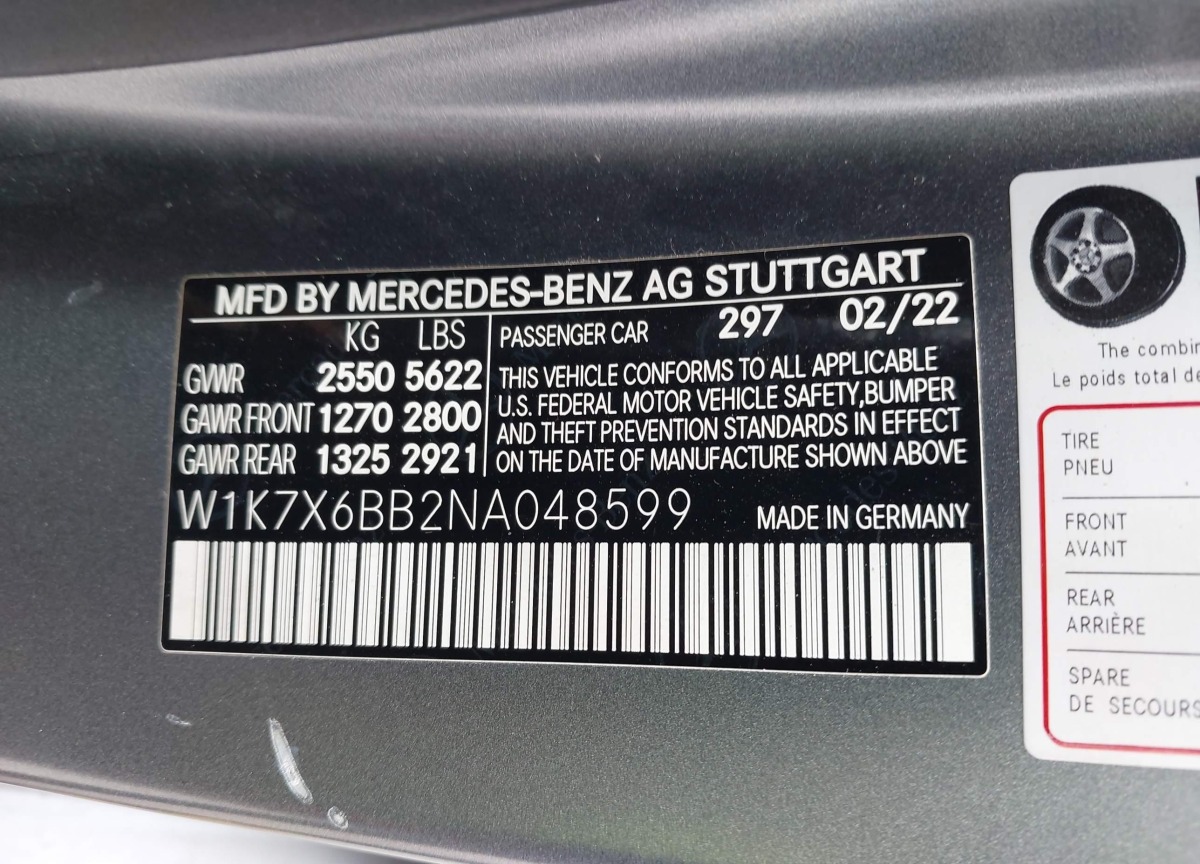 MFD BY MERCEDES-BENZ AG STUTTGART
KG LBS
GVWR 2550 5622
GAWR FRONT 1270 2800
GAWR REAR 1325 2921
PASSENGER CAR 297 02/22
THIS VEHICLE CONFORMS TO ALL APPLICABLE
U.S. FEDERAL MOTOR VEHICLE SAFETY,BUMPER
AND THEFT PREVENTION STANDARDS IN EFFECT
ON THE DATE OF MANUFACTURE SHOWN ABOVE
W1K7X6BB2NA048599 MADE IN GERMANY
The combin
Le poids total de
TIRE
PNEU
FRONT
AVANT
REAR
ARRIÈRE
SPARE
DE SECOURS